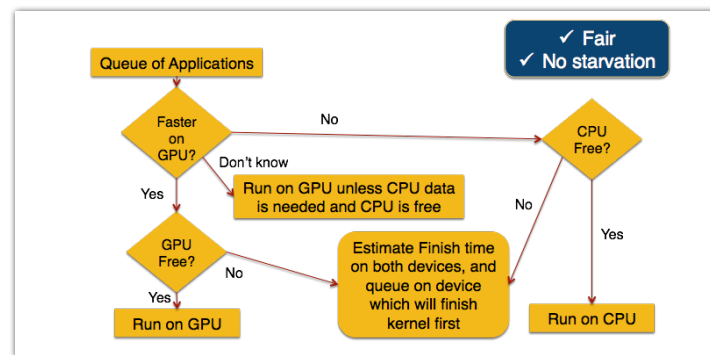 ✓ Fair
✓ No starvation
Queue of Applications
Faster
on
GPU?
No
CPU
Free?
Don't know
Yes
Run on GPU unless CPU data
is needed and CPU is free
No
GPU
Free?
No
Estimate Finish time
on both devices, and
queue on device
which will finish
kernel first
Yes
Yes
Run on GPU
Run on CPU